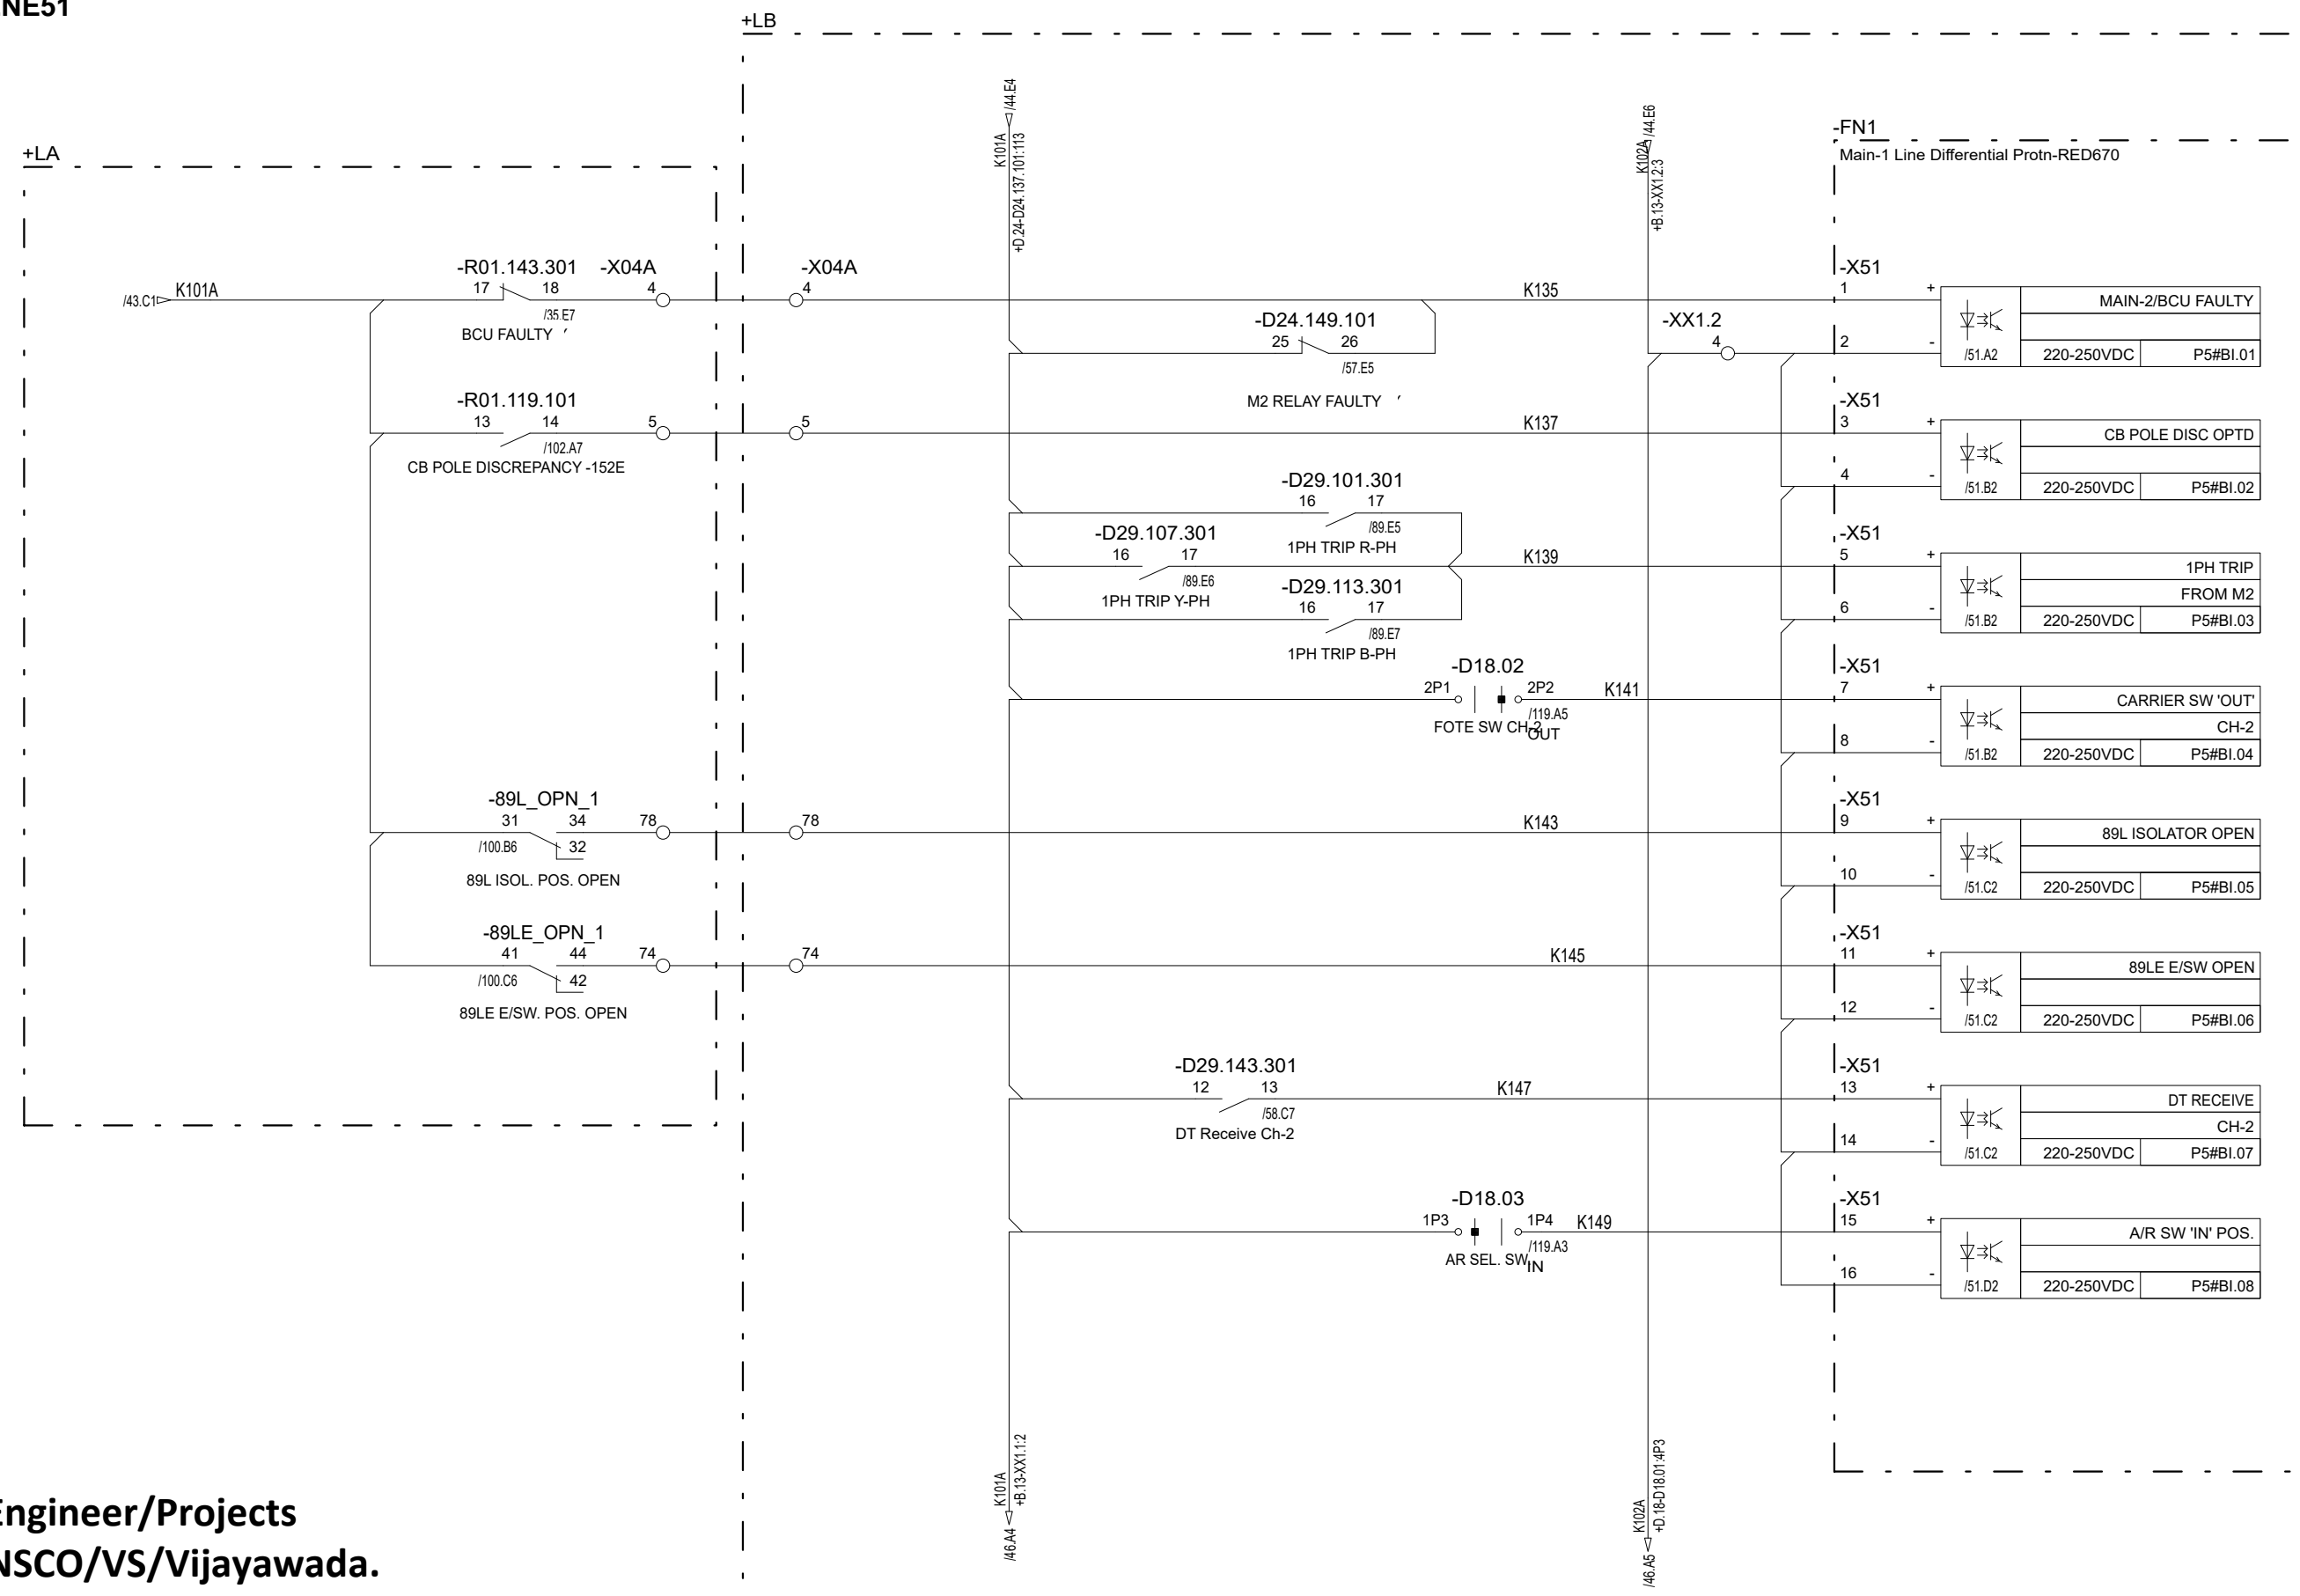 NE51
+LB
+LA
/44.E4
K101A
+D.24-D24.137.101:113
/44.E6
K102A
+B.13-XX1.2:3
-FN1
Main-1 Line Differential Protn-RED670
/43.C1
K101A
-R01.143.301
17 18
/35.E7
BCU FAULTY
-X04A
4
-X04A
4
K135
-D24.149.101
25 26
/57.E5
M2 RELAY FAULTY
-XX1.2
4
-X51
1 +
2 -
MAIN-2/BCU FAULTY
/51.A2 220-250VDC P5#BI.01
-R01.119.101
13 14
/102.A7
CB POLE DISCREPANCY -152E
5
5
K137
-X51
3 +
4 -
CB POLE DISC OPTD
/51.B2 220-250VDC P5#BI.02
-D29.101.301
16 17
/89.E5
1PH TRIP R-PH
-D29.107.301
16 17
/89.E6
1PH TRIP Y-PH
K139
-D29.113.301
16 17
/89.E7
1PH TRIP B-PH
-X51
5 +
6 -
1PH TRIP
FROM M2
/51.B2 220-250VDC P5#BI.03
-D18.02
2P1 2P2
K141
/119.A5
FOTE SW CH-2
OUT
-X51
7 +
8 -
CARRIER SW 'OUT'
CH-2
/51.B2 220-250VDC P5#BI.04
-89L_OPN_1
31 34
/100.B6 32
89L ISOL. POS. OPEN
78
78
K143
-X51
9 +
10 -
89L ISOLATOR OPEN
/51.C2 220-250VDC P5#BI.05
-89LE_OPN_1
41 44
/100.C6 42
89LE E/SW. POS. OPEN
74
74
K145
-X51
11 +
12 -
89LE E/SW OPEN
/51.C2 220-250VDC P5#BI.06
-D29.143.301
12 13
/58.C7
DT Receive Ch-2
K147
-X51
13 +
14 -
DT RECEIVE
CH-2
/51.C2 220-250VDC P5#BI.07
-D18.03
1P3 1P4
K149
/119.A3
AR SEL. SW
IN
-X51
15 +
16 -
A/R SW 'IN' POS.
/51.D2 220-250VDC P5#BI.08
K101A
+B.13-XX1.1:2
/46.A4
K102A
+D.18-D18.01:4P3
/46.A5
Engineer/Projects
NSCO/VS/Vijayawada.